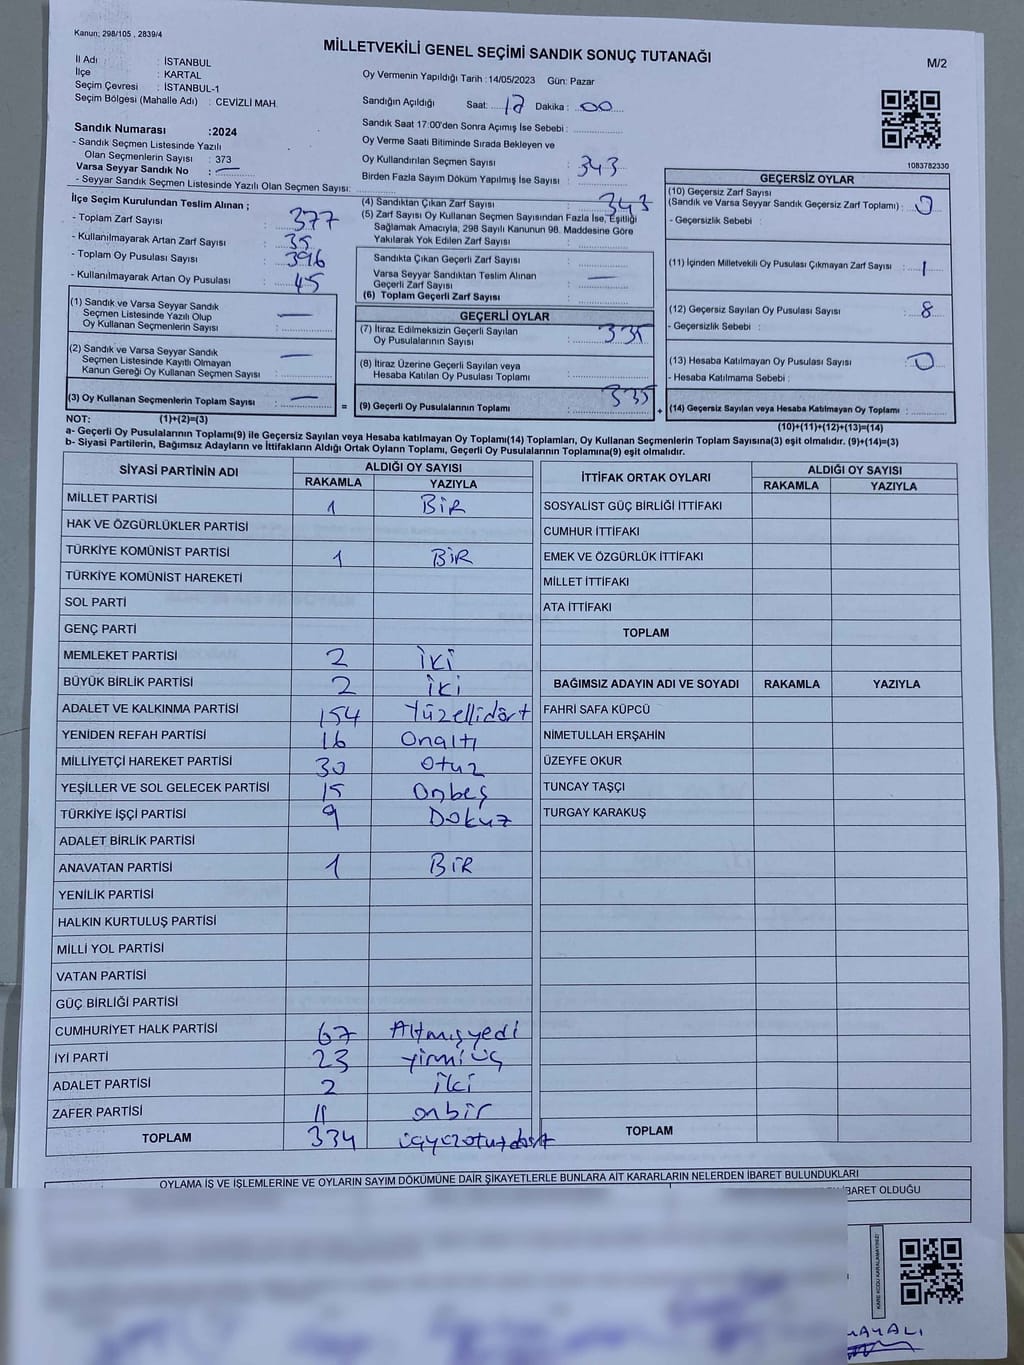 Kanun; 298/105 , 2839/4
MİLLETVEKİLİ GENEL SEÇİMİ SANDIK SONUÇ TUTANAĞI
M/2
İl Adı : İSTANBUL
İlçe : KARTAL
Seçim Çevresi : İSTANBUL-1
Seçim Bölgesi (Mahalle Adı) : CEVİZLİ MAH.
Oy Vermenin Yapıldığı Tarih : 14/05/2023 Gün: Pazar
Sandığın Açıldığı Saat: 17 Dakika : 00
Sandık Saat 17:00'den Sonra Açımış İse Sebebi :
Oy Verme Saati Bitiminde Sırada Bekleyen ve
Oy Kullandırılan Seçmen Sayısı : 343
Birden Fazla Sayım Döküm Yapılmış İse Sayısı :
1083782330
Sandık Numarası :2024
- Sandık Seçmen Listesinde Yazılı
Olan Seçmenlerin Sayısı : 373
Varsa Seyyar Sandık No : —
- Seyyar Sandık Seçmen Listesinde Yazılı Olan Seçmen Sayısı:
İlçe Seçim Kurulundan Teslim Alınan ;
- Toplam Zarf Sayısı : 377
- Kullanılmayarak Artan Zarf Sayısı : 35
- Toplam Oy Pusulası Sayısı : 396
- Kullanılmayarak Artan Oy Pusulası : 45
(1) Sandık ve Varsa Seyyar Sandık
Seçmen Listesinde Yazılı Olup
Oy Kullanan Seçmenlerin Sayısı : —
(2) Sandık ve Varsa Seyyar Sandık
Seçmen Listesinde Kayıtlı Olmayan
Kanun Gereği Oy Kullanan Seçmen Sayısı : —
(3) Oy Kullanan Seçmenlerin Toplam Sayısı : —
(4) Sandıktan Çıkan Zarf Sayısı : 343
(5) Zarf Sayısı Oy Kullanan Seçmen Sayısından Fazla İse, Eşitliği
Sağlamak Amacıyla, 298 Sayılı Kanunun 98. Maddesine Göre
Yakılarak Yok Edilen Zarf Sayısı :
Sandıkta Çıkan Geçerli Zarf Sayısı :
Varsa Seyyar Sandıktan Teslim Alınan
Geçerli Zarf Sayısı : —
(6) Toplam Geçerli Zarf Sayısı :
GEÇERLİ OYLAR
(7) İtiraz Edilmeksizin Geçerli Sayılan
Oy Pusulalarının Sayısı : 335
(8) İtiraz Üzerine Geçerli Sayılan veya
Hesaba Katılan Oy Pusulası Toplamı :
= (9) Geçerli Oy Pusulalarının Toplamı : 335
GEÇERSİZ OYLAR
(10) Geçersiz Zarf Sayısı
(Sandık ve Varsa Seyyar Sandık Geçersiz Zarf Toplamı) : 0
- Geçersizlik Sebebi :
(11) İçinden Milletvekili Oy Pusulası Çıkmayan Zarf Sayısı : 1
(12) Geçersiz Sayılan Oy Pusulası Sayısı : 8
- Geçersizlik Sebebi :
(13) Hesaba Katılmayan Oy Pusulası Sayısı : 0
- Hesaba Katılmama Sebebi :
+ (14) Geçersiz Sayılan veya Hesaba Katılmayan Oy Toplamı :
NOT: (1)+(2)=(3)
(10)+(11)+(12)+(13)=(14)
a- Geçerli Oy Pusulalarının Toplamı(9) ile Geçersiz Sayılan veya Hesaba katılmayan Oy Toplamı(14) Toplamları, Oy Kullanan Seçmenlerin Toplam Sayısına(3) eşit olmalıdır. (9)+(14)=(3)
b- Siyasi Partilerin, Bağımsız Adayların ve İttifakların Aldığı Ortak Oyların Toplamı, Geçerli Oy Pusulalarının Toplamına(9) eşit olmalıdır.
SİYASİ PARTİNİN ADI ALDIĞI OY SAYISI
RAKAMLA YAZIYLA
MİLLET PARTİSİ 1 BİR
HAK VE ÖZGÜRLÜKLER PARTİSİ
TÜRKİYE KOMÜNİST PARTİSİ 1 BİR
TÜRKİYE KOMÜNİST HAREKETİ
SOL PARTİ
GENÇ PARTİ
MEMLEKET PARTİSİ 2 İKİ
BÜYÜK BİRLİK PARTİSİ 2 İKİ
ADALET VE KALKINMA PARTİSİ 154 Yüzellidört
YENİDEN REFAH PARTİSİ 16 Onaltı
MİLLİYETÇİ HAREKET PARTİSİ 30 Otuz
YEŞİLLER VE SOL GELECEK PARTİSİ 15 Onbeş
TÜRKİYE İŞÇİ PARTİSİ 9 Dokuz
ADALET BİRLİK PARTİSİ
ANAVATAN PARTİSİ 1 BİR
YENİLİK PARTİSİ
HALKIN KURTULUŞ PARTİSİ
MİLLİ YOL PARTİSİ
VATAN PARTİSİ
GÜÇ BİRLİĞİ PARTİSİ
CUMHURİYET HALK PARTİSİ 67 Altmışyedi
İYİ PARTİ 23 yirmiüç
ADALET PARTİSİ 2 iki
ZAFER PARTİSİ 11 onbir
TOPLAM 334 üçyüzotuzdört
İTTİFAK ORTAK OYLARI ALDIĞI OY SAYISI
RAKAMLA YAZIYLA
SOSYALİST GÜÇ BİRLİĞİ İTTİFAKI
CUMHUR İTTİFAKI
EMEK VE ÖZGÜRLÜK İTTİFAKI
MİLLET İTTİFAKI
ATA İTTİFAKI
TOPLAM
BAĞIMSIZ ADAYIN ADI VE SOYADI RAKAMLA YAZIYLA
FAHRİ SAFA KÜPCÜ
NİMETULLAH ERŞAHİN
ÜZEYFE OKUR
TUNCAY TAŞÇI
TURGAY KARAKUŞ
TOPLAM
OYLAMA İŞ VE İŞLEMLERİNE VE OYLARIN SAYIM DÖKÜMÜNE DAİR ŞİKAYETLERLE BUNLARA AİT KARARLARIN NELERDEN İBARET BULUNDUKLARI
İBARET OLDUĞU
KARE KODU KARALAMAYINIZ!